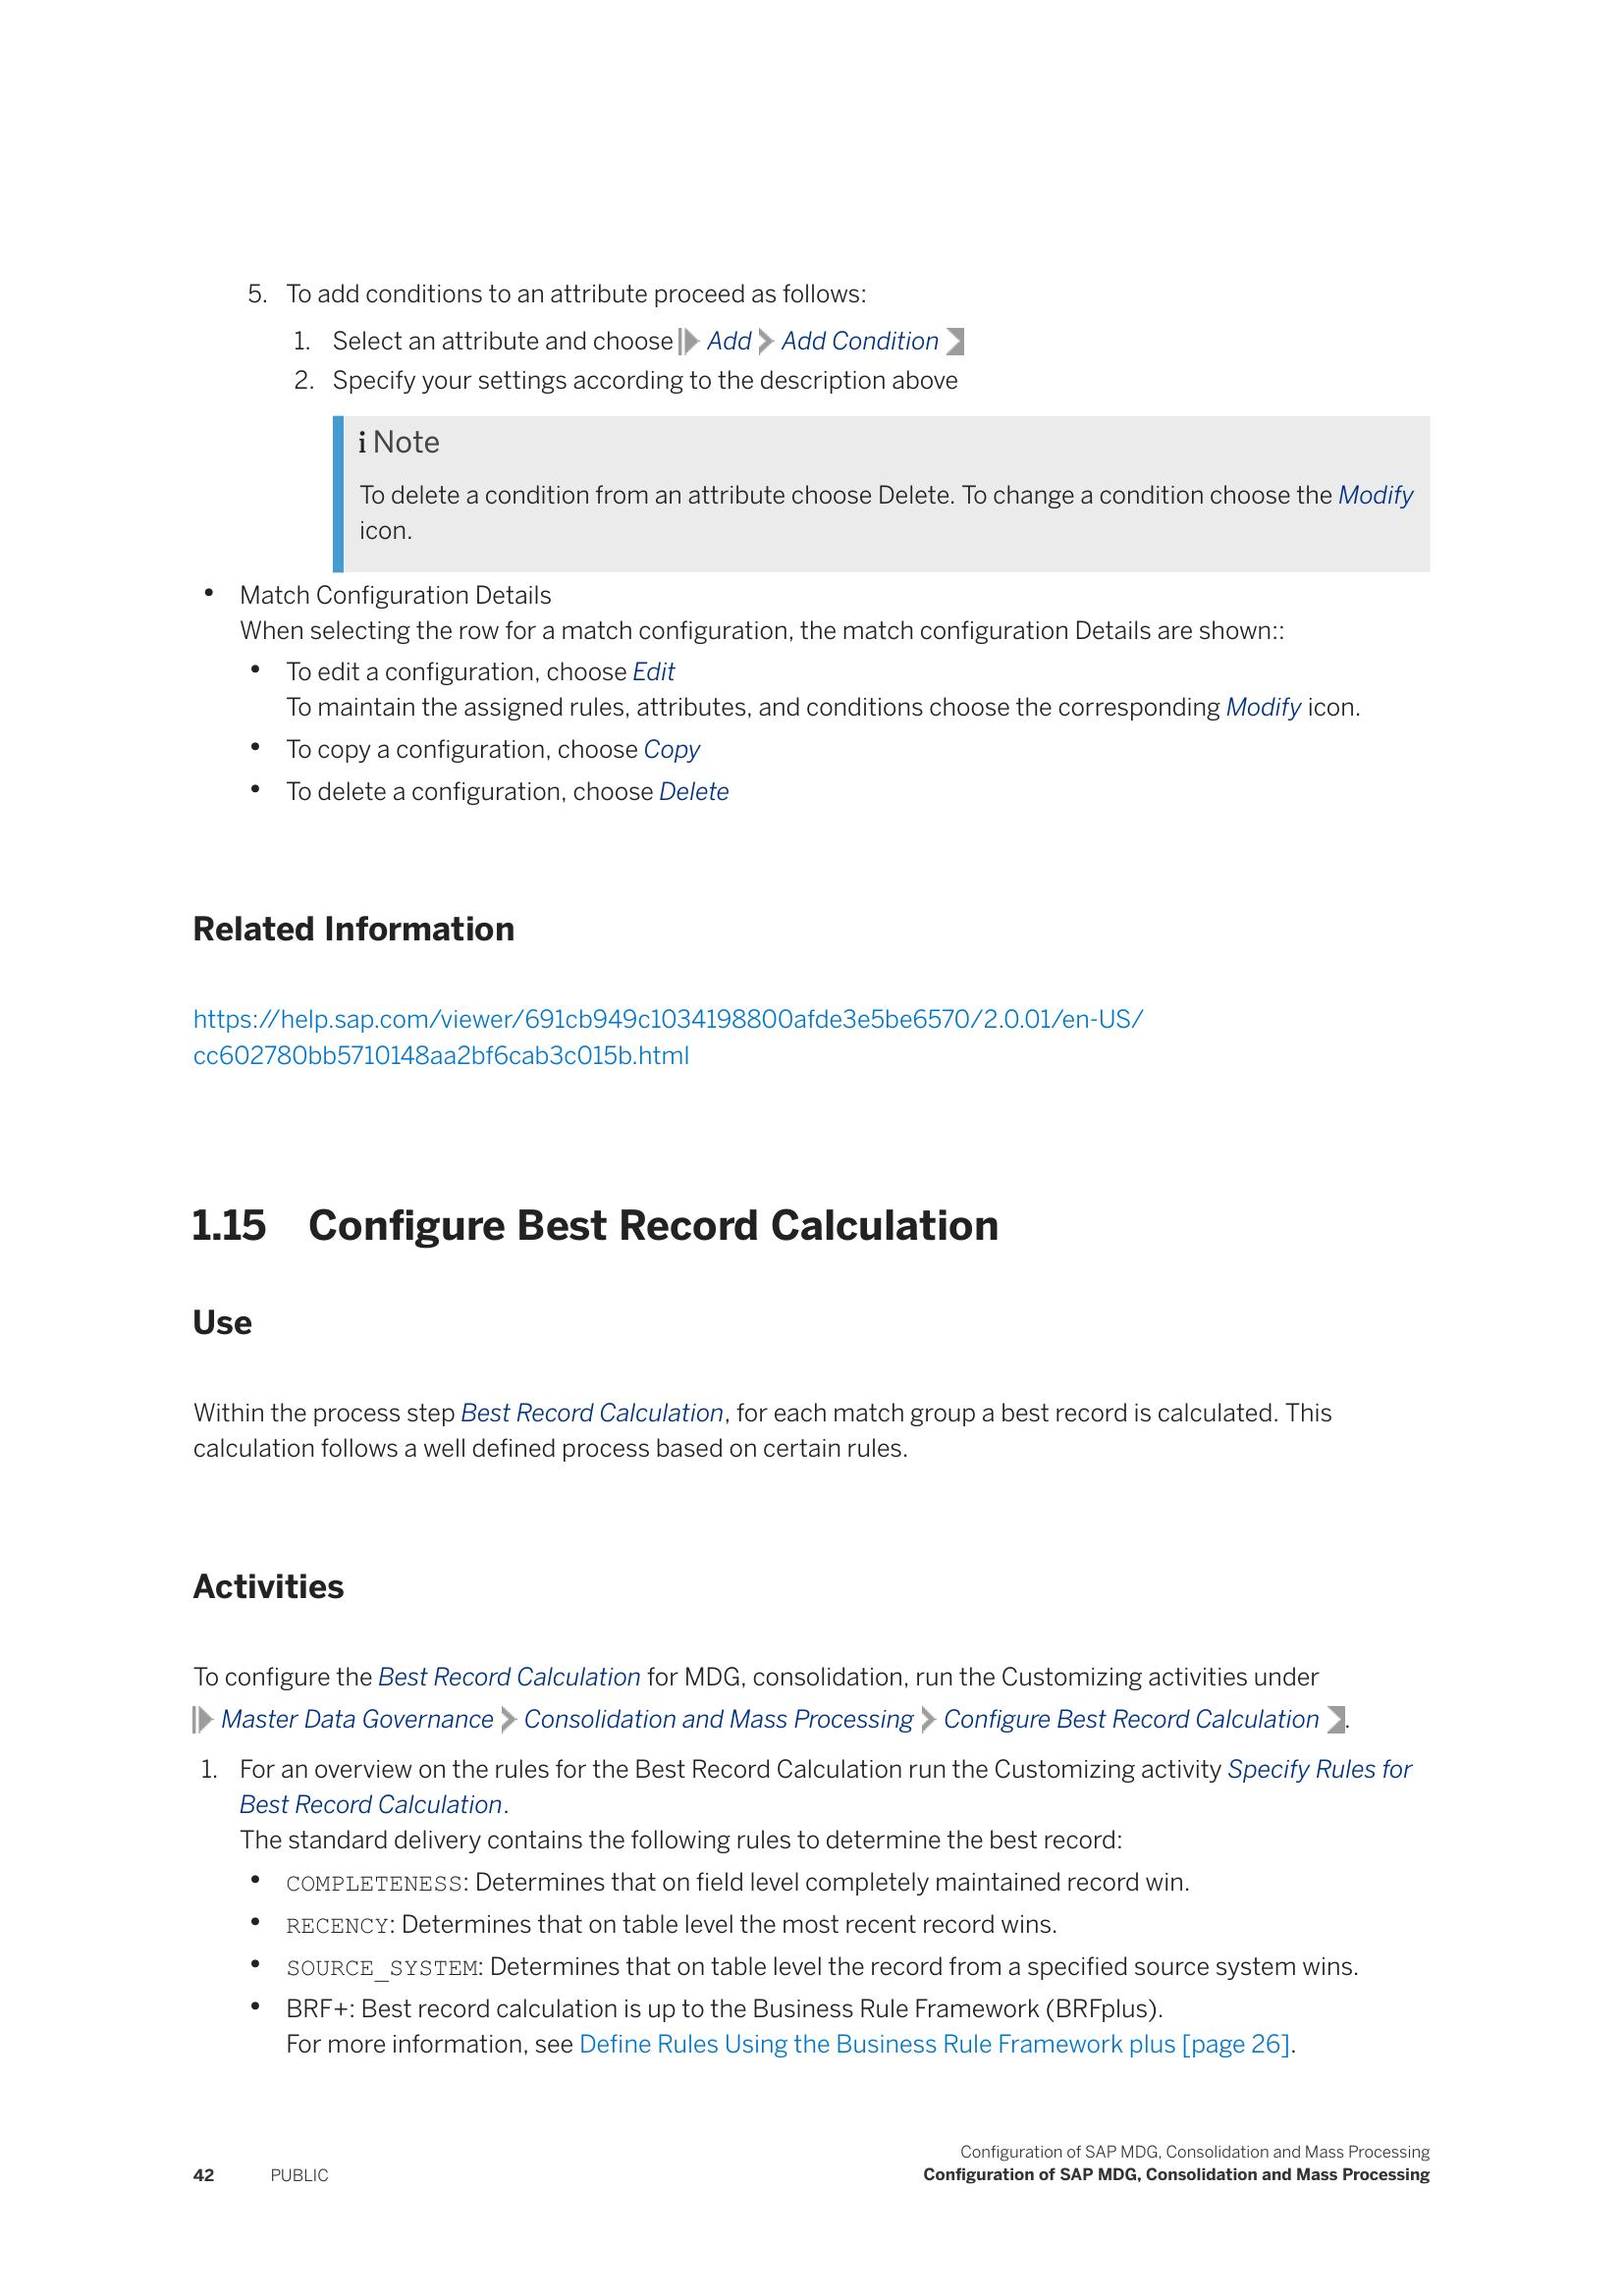 5. To add conditions to an attribute proceed as follows:
1. Select an attribute and choose Add Add Condition
2. Specify your settings according to the description above
i Note
To delete a condition from an attribute choose Delete. To change a condition choose the Modify
icon.
• Match Configuration Details
When selecting the row for a match configuration, the match configuration Details are shown::
• To edit a configuration, choose Edit
To maintain the assigned rules, attributes, and conditions choose the corresponding Modify icon.
• To copy a configuration, choose Copy
• To delete a configuration, choose Delete
Related Information
https://help.sap.com/viewer/691cb949c1034198800afde3e5be6570/2.0.01/en-US/
cc602780bb5710148aa2bf6cab3c015b.html
1.15 Configure Best Record Calculation
Use
Within the process step Best Record Calculation, for each match group a best record is calculated. This
calculation follows a well defined process based on certain rules.
Activities
To configure the Best Record Calculation for MDG, consolidation, run the Customizing activities under
Master Data Governance Consolidation and Mass Processing Configure Best Record Calculation .
1. For an overview on the rules for the Best Record Calculation run the Customizing activity Specify Rules for
Best Record Calculation.
The standard delivery contains the following rules to determine the best record:
• COMPLETENESS: Determines that on field level completely maintained record win.
• RECENCY: Determines that on table level the most recent record wins.
• SOURCE_SYSTEM: Determines that on table level the record from a specified source system wins.
• BRF+: Best record calculation is up to the Business Rule Framework (BRFplus).
For more information, see Define Rules Using the Business Rule Framework plus [page 26].
Configuration of SAP MDG, Consolidation and Mass Processing
42 PUBLIC Configuration of SAP MDG, Consolidation and Mass Processing